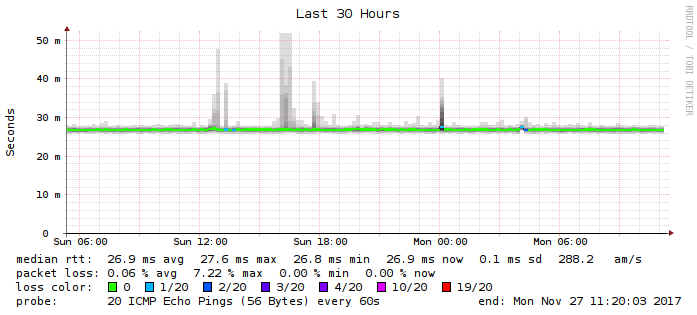 Last 30 Hours
RRDTOOL / TOBI OETIKER
Seconds
50 m
40 m
30 m
20 m
10 m
0
Sun 06:00 Sun 12:00 Sun 18:00 Mon 00:00 Mon 06:00
median rtt: 26.9 ms avg 27.6 ms max 26.8 ms min 26.9 ms now 0.1 ms sd 288.2 am/s
packet loss: 0.06 % avg 7.22 % max 0.00 % min 0.00 % now
loss color: 0 1/20 2/20 3/20 4/20 10/20 19/20
probe: 20 ICMP Echo Pings (56 Bytes) every 60s end: Mon Nov 27 11:20:03 2017